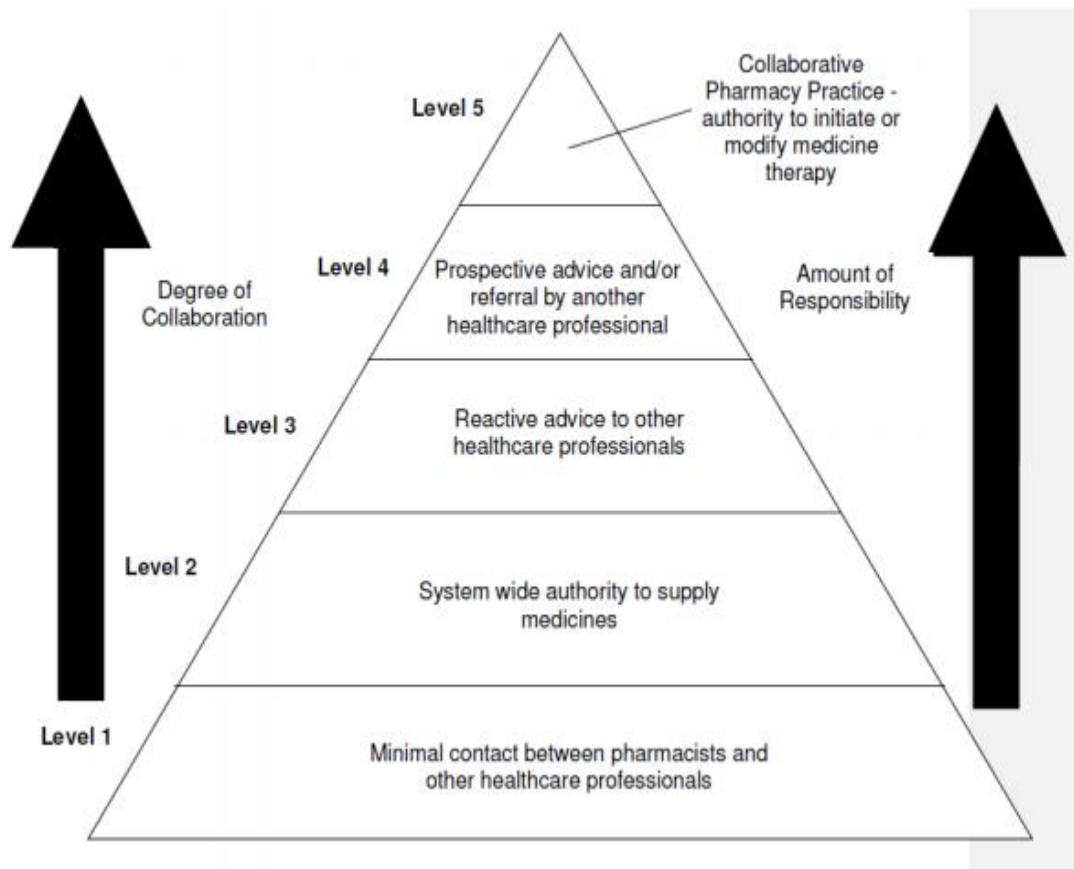 Level 5
Collaborative
Pharmacy Practice -
authority to initiate or
modify medicine
therapy
Level 4
Prospective advice and/or
referral by another
healthcare professional
Degree of
Collaboration
Amount of
Responsibility
Level 3
Reactive advice to other
healthcare professionals
Level 2
System wide authority to supply
medicines
Level 1
Minimal contact between pharmacists and
other healthcare professionals